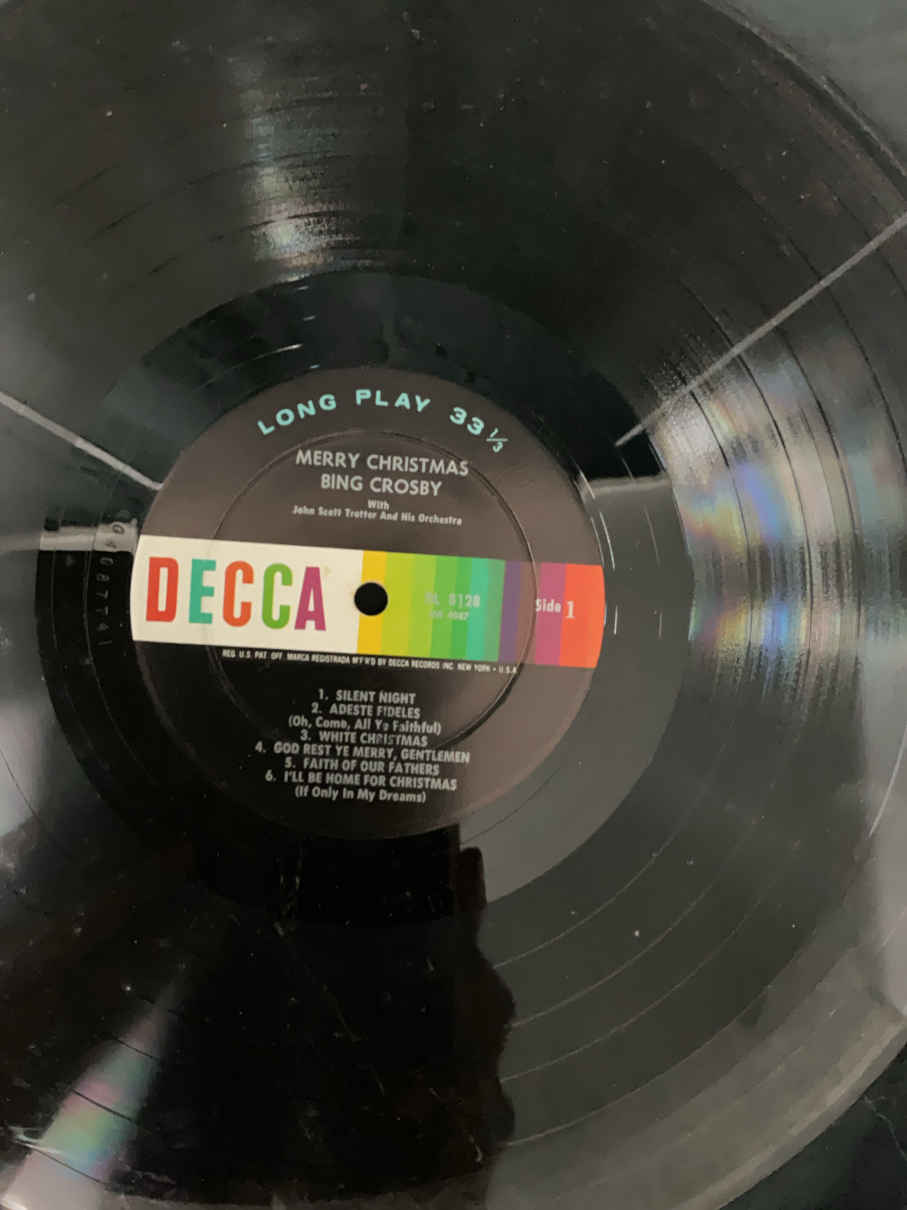 LONG PLAY 33⅓
MERRY CHRISTMAS
BING CROSBY
With
John Scott Trotter And His Orchestra
DECCA
DL 8128
Side 1
REG. U.S. PAT. OFF. MARCA REGISTRADA M'F'R'D BY DECCA RECORDS INC. NEW YORK • U.S.A.
1. SILENT NIGHT
2. ADESTE FIDELES
(Oh, Come, All Ye Faithful)
3. WHITE CHRISTMAS
4. GOD REST YE MERRY, GENTLEMEN
5. FAITH OF OUR FATHERS
6. I'LL BE HOME FOR CHRISTMAS
(If Only In My Dreams)